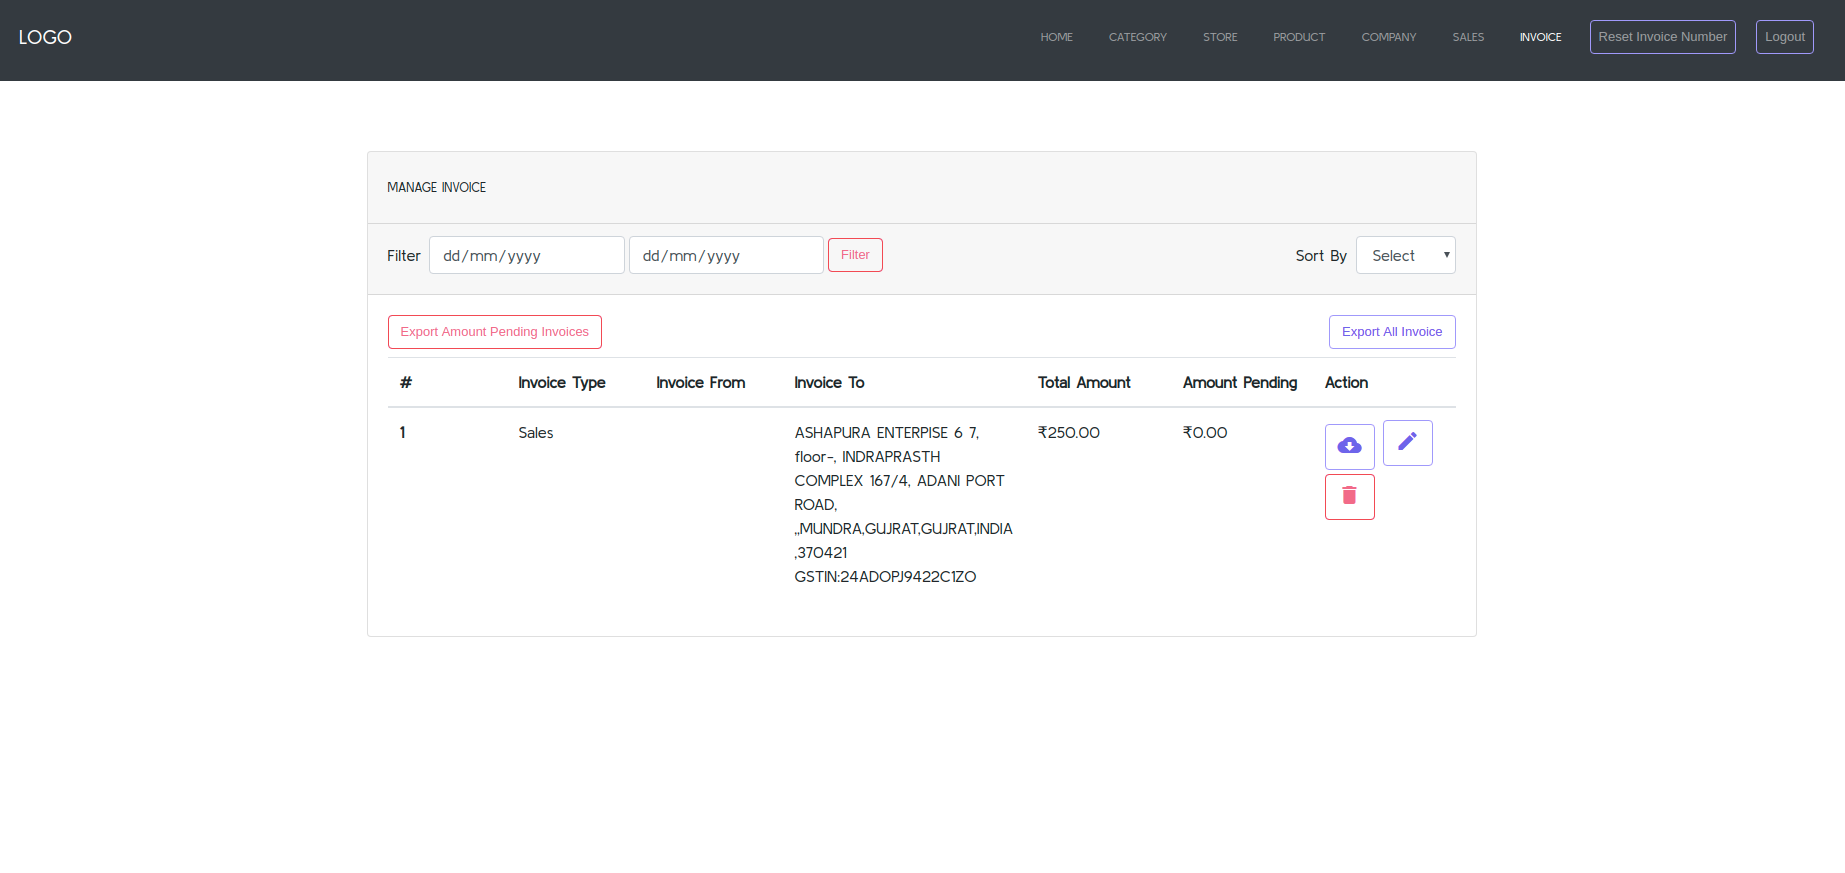 LOGO
HOME CATEGORY STORE PRODUCT COMPANY SALES INVOICE Reset Invoice Number Logout
MANAGE INVOICE
Filter dd/mm/yyyy dd/mm/yyyy Filter Sort By Select
Export Amount Pending Invoices Export All Invoice
# Invoice Type Invoice From Invoice To Total Amount Amount Pending Action
1 Sales ASHAPURA ENTERPISE 6 7, ₹250.00 ₹0.00
floor-, INDRAPRASTH
COMPLEX 167/4, ADANI PORT
ROAD,
,,MUNDRA,GUJRAT,GUJRAT,INDIA
,370421
GSTIN:24ADOPJ9422C1ZO